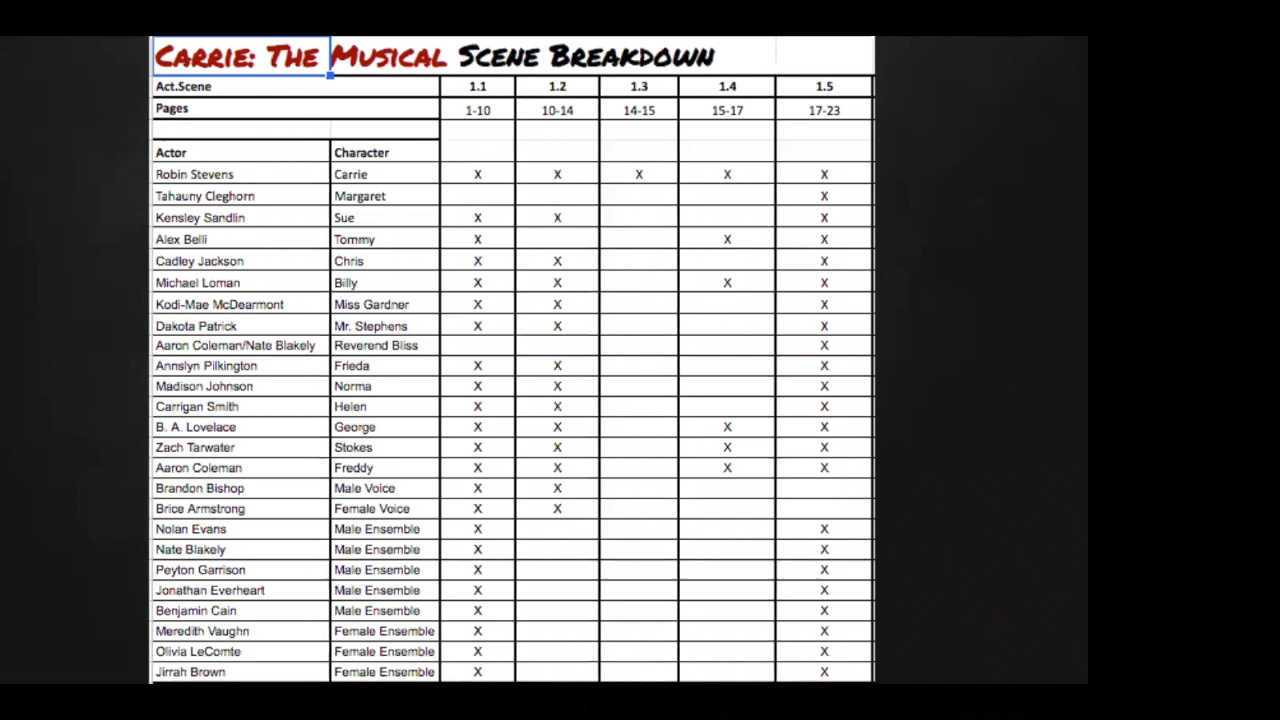 Carrie: The Musical Scene Breakdown
Act.Scene 1.1 1.2 1.3 1.4 1.5
Pages 1-10 10-14 14-15 15-17 17-23
Actor Character
Robin Stevens Carrie X X X X X
Tahauny Cleghorn Margaret X
Kensley Sandlin Sue X X X
Alex Belli Tommy X X X
Cadley Jackson Chris X X X
Michael Loman Billy X X X X
Kodi-Mae McDearmont Miss Gardner X X X
Dakota Patrick Mr. Stephens X X X
Aaron Coleman/Nate Blakely Reverend Bliss X
Annslyn Pilkington Frieda X X X
Madison Johnson Norma X X X
Carrigan Smith Helen X X X
B. A. Lovelace George X X X X
Zach Tarwater Stokes X X X X
Aaron Coleman Freddy X X X X
Brandon Bishop Male Voice X X
Brice Armstrong Female Voice X X
Nolan Evans Male Ensemble X X
Nate Blakely Male Ensemble X X
Peyton Garrison Male Ensemble X X
Jonathan Everheart Male Ensemble X X
Benjamin Cain Male Ensemble X X
Meredith Vaughn Female Ensemble X X
Olivia LeComte Female Ensemble X X
Jirrah Brown Female Ensemble X X